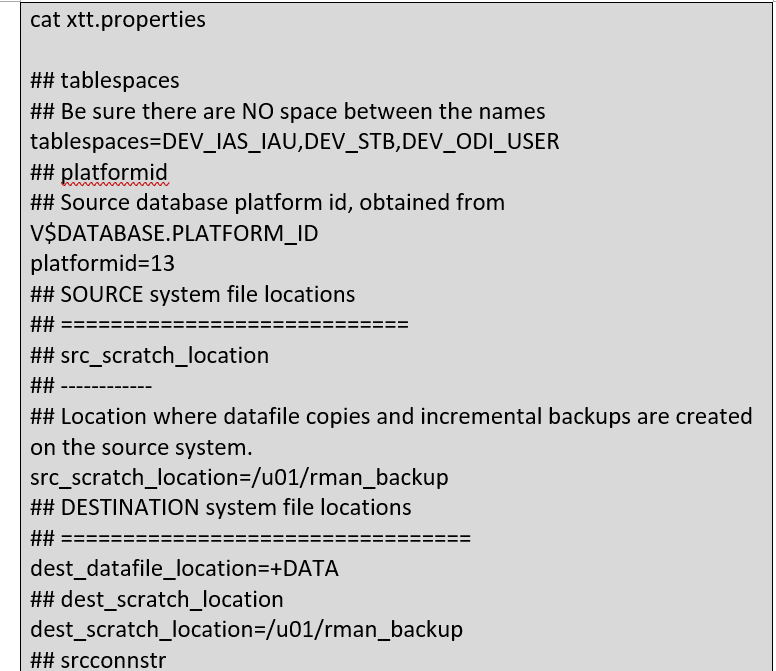 cat xtt.properties
## tablespaces
## Be sure there are NO space between the names
tablespaces=DEV_IAS_IAU,DEV_STB,DEV_ODI_USER
## platformid
## Source database platform id, obtained from
V$DATABASE.PLATFORM_ID
platformid=13
## SOURCE system file locations
## ============================
## src_scratch_location
## ------------
## Location where datafile copies and incremental backups are created
on the source system.
src_scratch_location=/u01/rman_backup
## DESTINATION system file locations
## =================================
dest_datafile_location=+DATA
## dest_scratch_location
dest_scratch_location=/u01/rman_backup
## srcconnstr